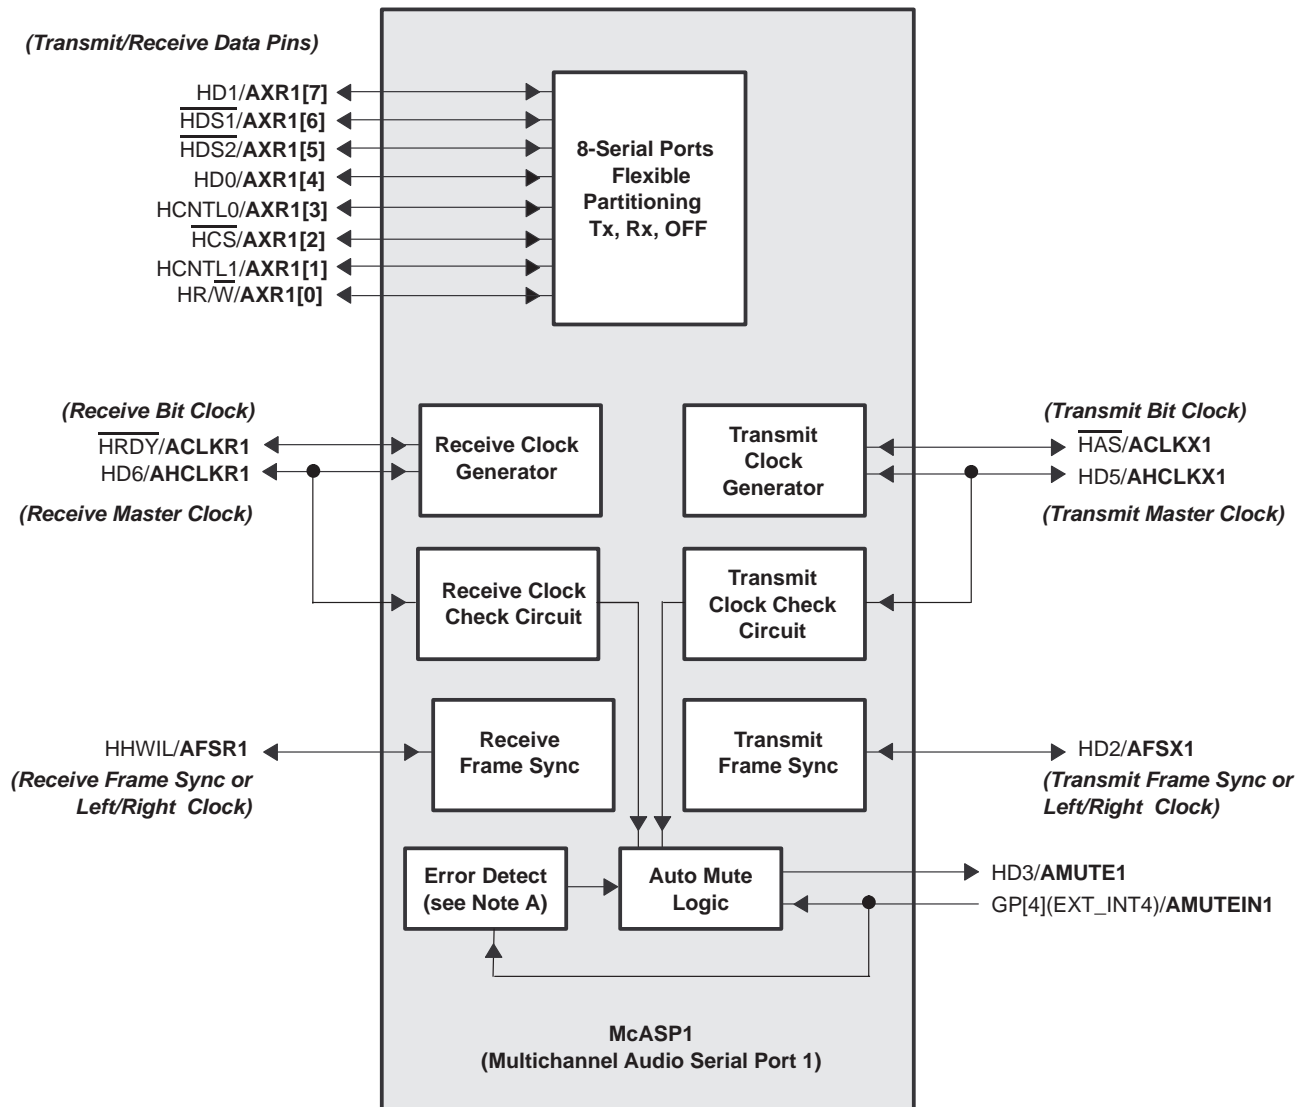 (Transmit/Receive Data Pins)
HD1/AXR1[7]
HDS1/AXR1[6]
HDS2/AXR1[5]
HD0/AXR1[4]
HCNTL0/AXR1[3]
HCS/AXR1[2]
HCNTL1/AXR1[1]
HR/W/AXR1[0]
8-Serial Ports
Flexible
Partitioning
Tx, Rx, OFF
(Receive Bit Clock)
HRDY/ACLKR1
HD6/AHCLKR1
(Receive Master Clock)
Receive Clock
Generator
Transmit
Clock
Generator
(Transmit Bit Clock)
HAS/ACLKX1
HD5/AHCLKX1
(Transmit Master Clock)
Receive Clock
Check Circuit
Transmit
Clock Check
Circuit
HHWIL/AFSR1
(Receive Frame Sync or
Left/Right Clock)
Receive
Frame Sync
Transmit
Frame Sync
HD2/AFSX1
(Transmit Frame Sync or
Left/Right Clock)
Error Detect
(see Note A)
Auto Mute
Logic
HD3/AMUTE1
GP[4](EXT_INT4)/AMUTEIN1
McASP1
(Multichannel Audio Serial Port 1)